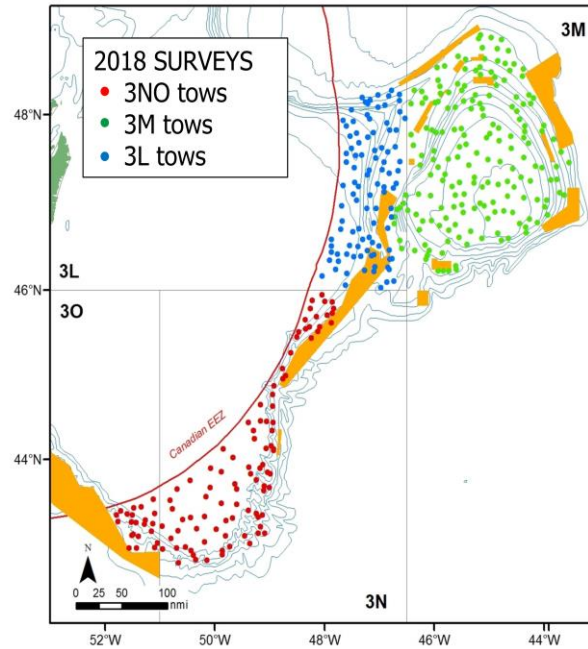 3M
2018 SURVEYS
3NO tows
3M tows
3L tows
48°N
3L
46°N
3O
Canadian EEZ
44°N
N
0 25 50 100
nmi
3N
52°W 50°W 48°W 46°W 44°W